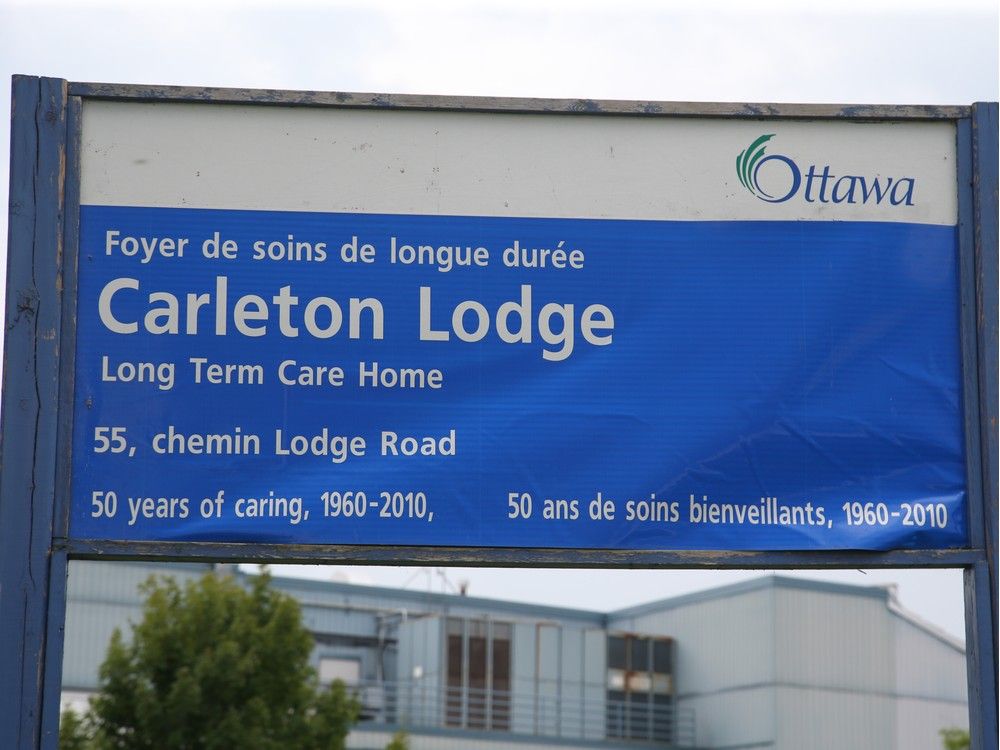 Ottawa
Foyer de soins de longue durée
Carleton Lodge
Long Term Care Home
55, chemin Lodge Road
50 years of caring, 1960-2010, 50 ans de soins bienveillants, 1960-2010